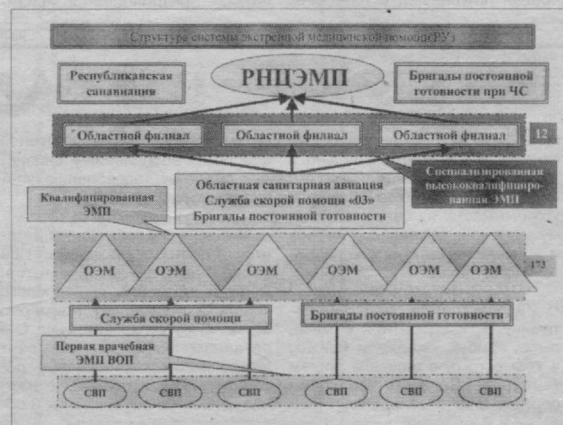 Структура системы экстренной медицинской помощи РУз
Республиканская
санавиация
РНЦЭМП
Бригады постоянной
готовности при ЧС
Областной филиал
Областной филиал
Областной филиал
12
Специализированная
высококвалифициро-
ванная ЭМП
Квалифицированная
ЭМП
Областная санитарная авиация
Служба скорой помощи «03»
Бригады постоянной готовности
ОЭМ
ОЭМ
ОЭМ
ОЭМ
ОЭМ
ОЭМ
173
Служба скорой помощи
Бригады постоянной готовности
Первая врачебная
ЭМП ВОП
СВП
СВП
СВП
СВП
СВП
СВП